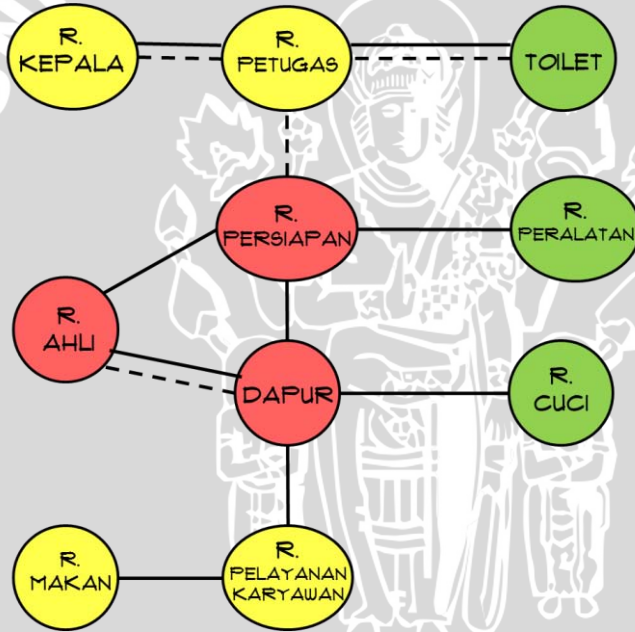 R.
KEPALA
R.
PETUGAS
TOILET
R.
PERSIAPAN
R.
PERALATAN
R.
AHLI
DAPUR
R.
CUCI
R.
MAKAN
R.
PELAYANAN
KARYAWAN